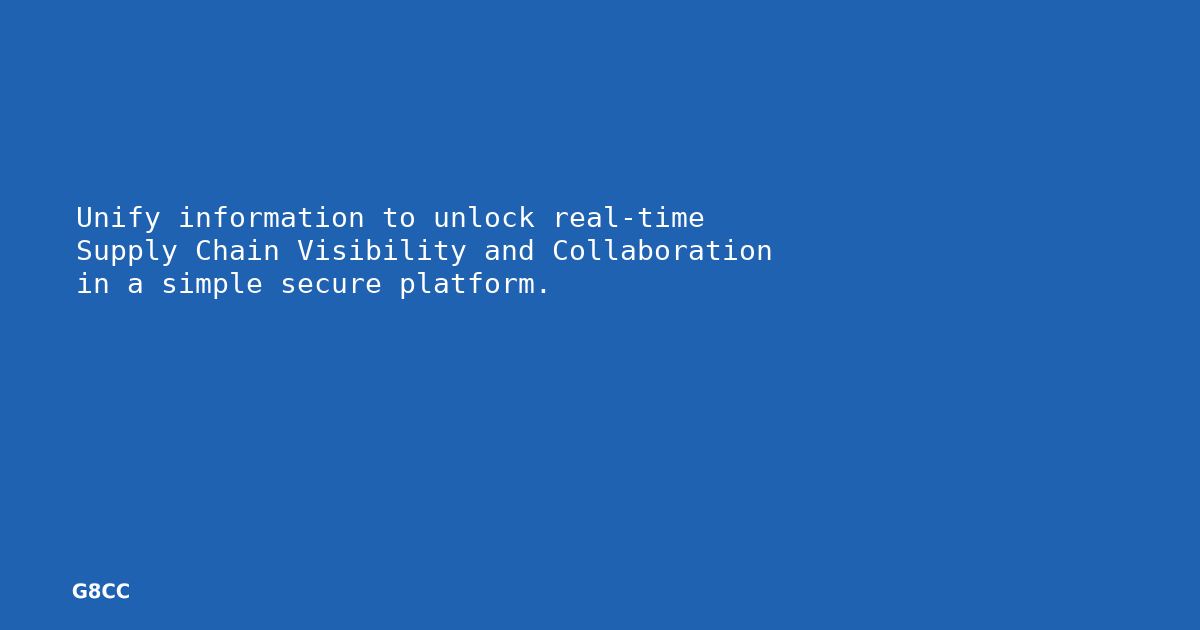 Unify information to unlock real-time
Supply Chain Visibility and Collaboration
in a simple secure platform.
G8CC